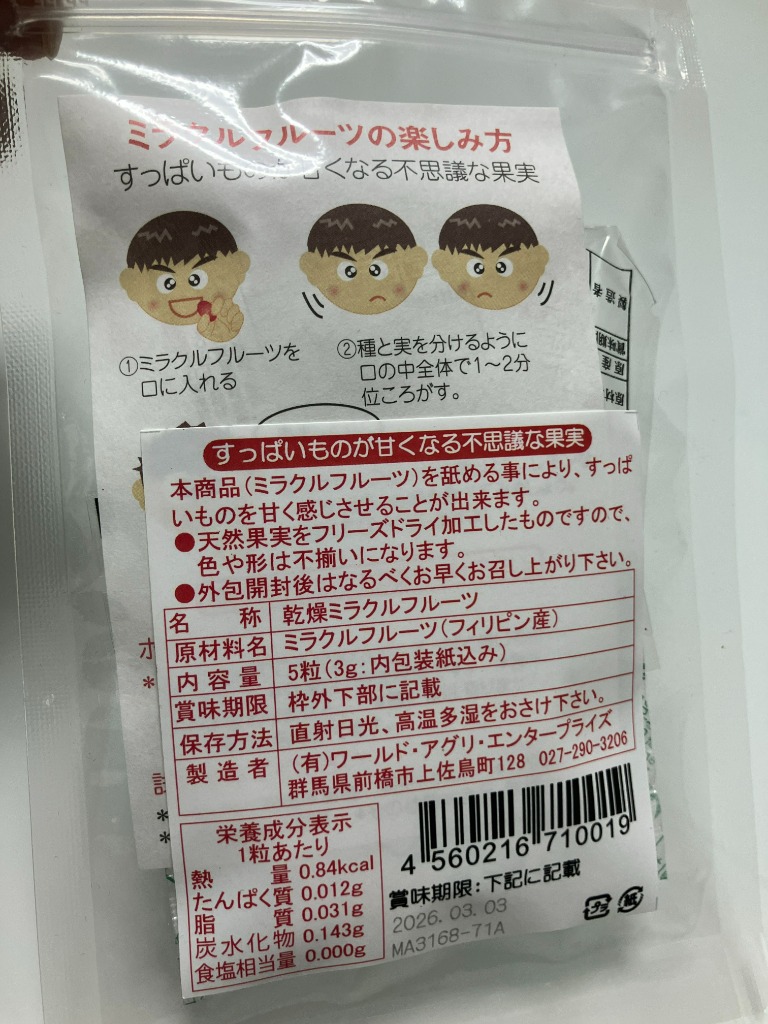 ミラクルフルーツの楽しみ方
すっぱいものが甘くなる不思議な果実
①ミラクルフルーツを
口に入れる
②種と実を分けるように
口の中全体で1～2分
位ころがす。
製造者
賞味期限
原産
原材
すっぱいものが甘くなる不思議な果実
本商品(ミラクルフルーツ)を舐める事により、すっぱ
いものを甘く感じさせることが出来ます。
●天然果実をフリーズドライ加工したものですので、
色や形は不揃いになります。
●外包開封後はなるべくお早くお召し上がり下さい。
名称 乾燥ミラクルフルーツ
原材料名 ミラクルフルーツ(フィリピン産)
内容量 5粒(3g:内包装紙込み)
賞味期限 枠外下部に記載
保存方法 直射日光、高温多湿をおさけ下さい。
製造者 (有)ワールド・アグリ・エンタープライズ
群馬県前橋市上佐鳥町128 027-290-3206
栄養成分表示
1粒あたり
熱量 0.84kcal
たんぱく質 0.012g
脂質 0.031g
炭水化物 0.143g
食塩相当量 0.000g
4 560216 710019
賞味期限:下記に記載
2026.03.03
MA3168-71A
プラ
紙